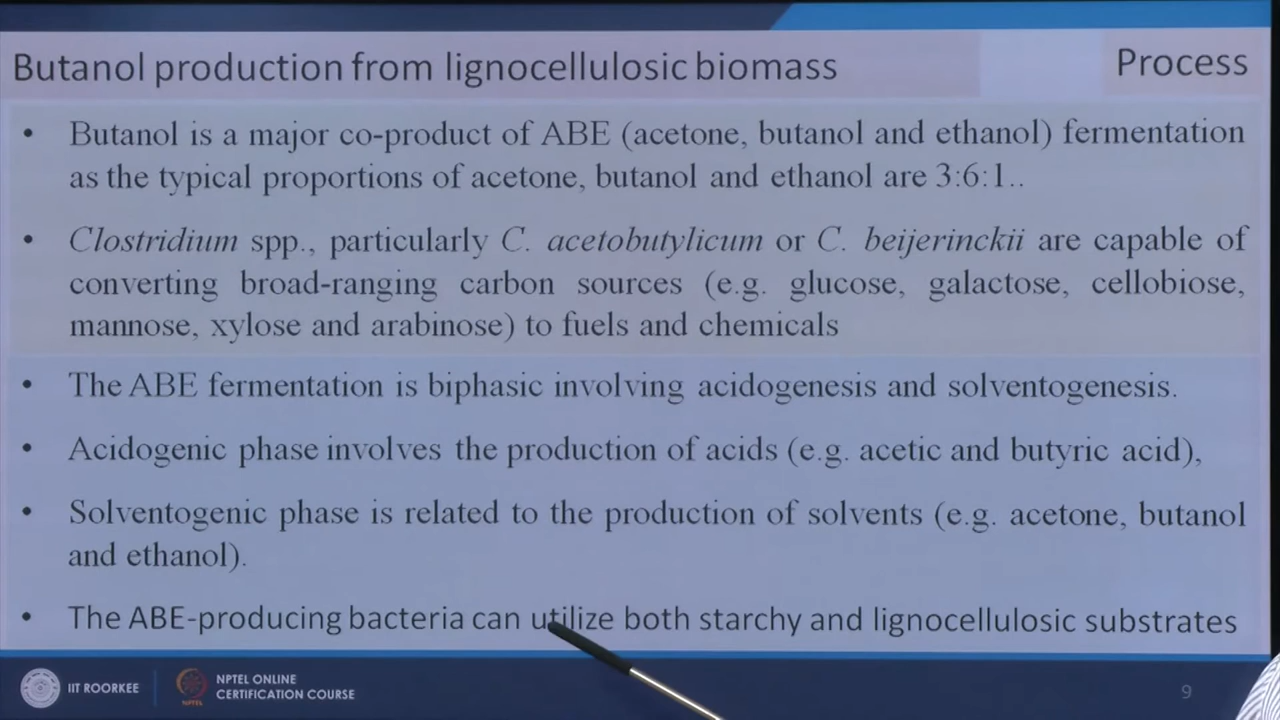 Butanol production from lignocellulosic biomass
Process
• Butanol is a major co-product of ABE (acetone, butanol and ethanol) fermentation
as the typical proportions of acetone, butanol and ethanol are 3:6:1..
• Clostridium spp., particularly C. acetobutylicum or C. beijerinckii are capable of
converting broad-ranging carbon sources (e.g. glucose, galactose, cellobiose,
mannose, xylose and arabinose) to fuels and chemicals
• The ABE fermentation is biphasic involving acidogenesis and solventogenesis.
• Acidogenic phase involves the production of acids (e.g. acetic and butyric acid),
• Solventogenic phase is related to the production of solvents (e.g. acetone, butanol
and ethanol).
• The ABE-producing bacteria can utilize both starchy and lignocellulosic substrates
IIT ROORKEE
NPTEL
NPTEL ONLINE
CERTIFICATION COURSE
9